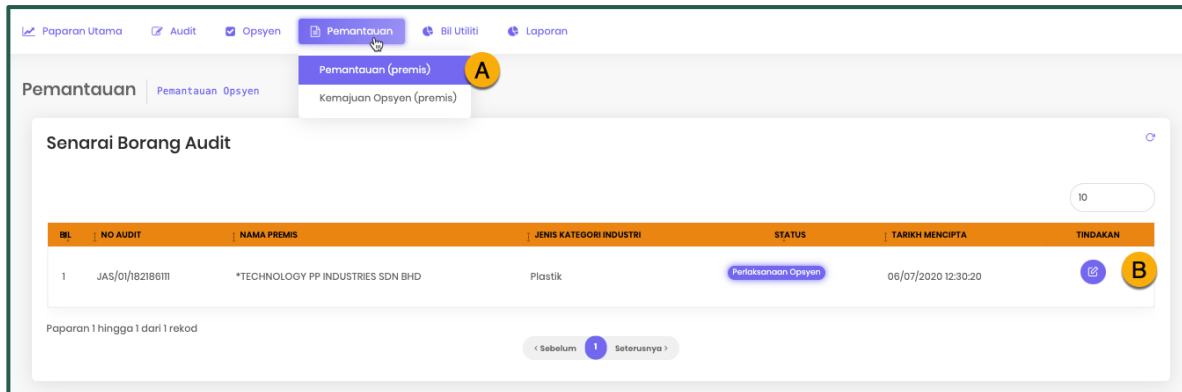 Paparan Utama Audit Opsyen Pemantauan Bil Utiliti Laporan
Pemantauan (premis) A
Pemantauan Pemantauan Opsyen
Kemajuan Opsyen (premis)
Senarai Borang Audit
10
BIL NO AUDIT NAMA PREMIS JENIS KATEGORI INDUSTRI STATUS TARIKH MENCIPTA TINDAKAN
1 JAS/01/182186111 *TECHNOLOGY PP INDUSTRIES SDN BHD Plastik Perlaksanaan Opsyen 06/07/2020 12:30:20 B
Paparan 1 hingga 1 dari 1 rekod
< Sebelum 1 Seterusnya >